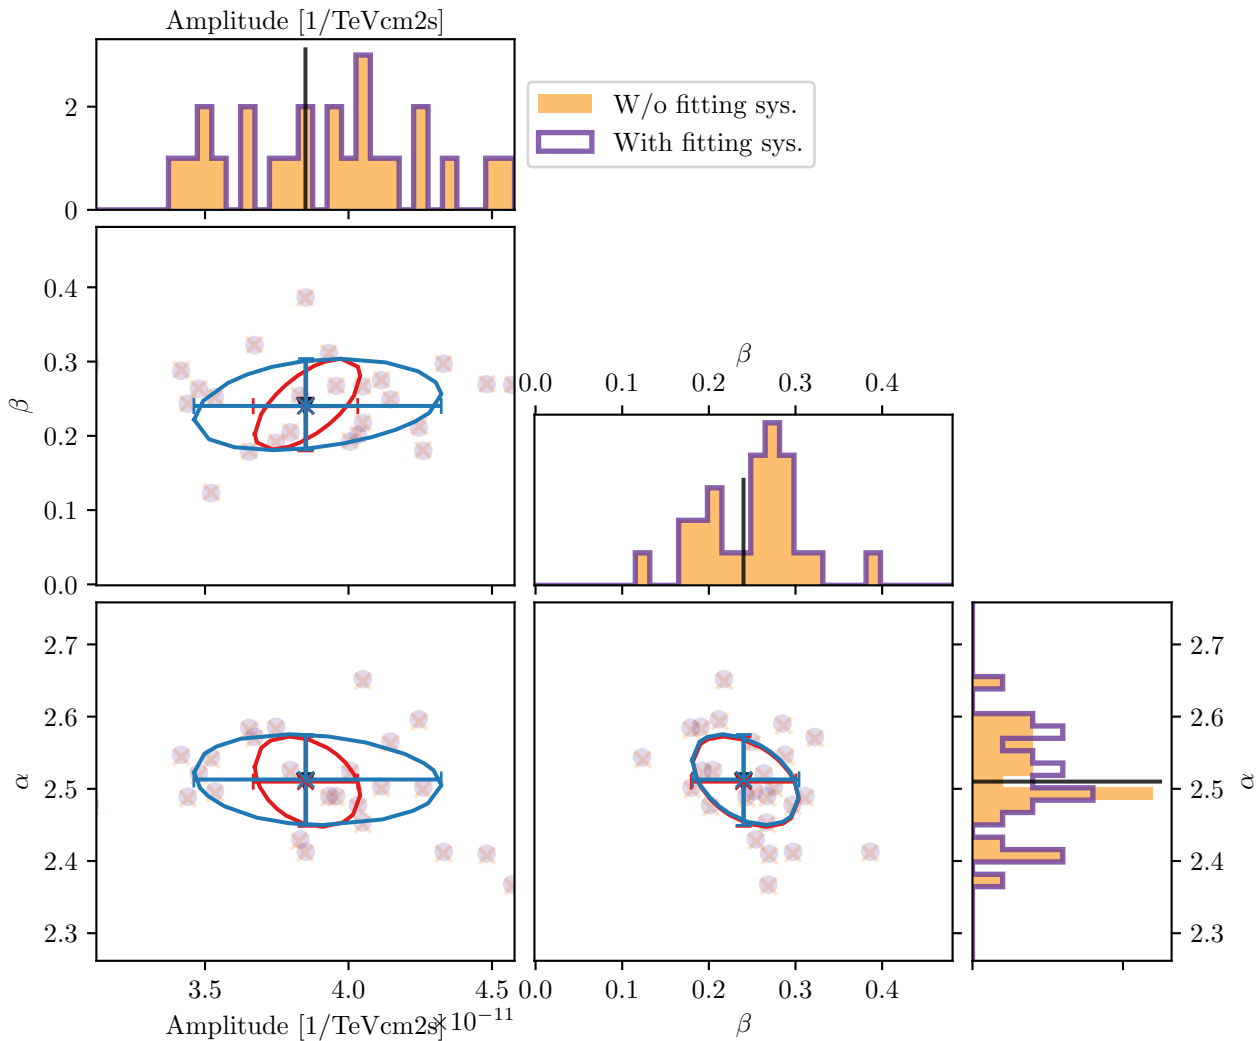 Amplitude [1/TeVcm2s]
2
0
W/o fitting sys.
With fitting sys.
0.4
0.3
0.2
0.1
0.0
β
β
0.0 0.1 0.2 0.3 0.4
2.7
2.6
2.5
2.4
2.3
α
2.7
2.6
2.5
2.4
2.3
α
3.5 4.0 4.5
0.0 0.1 0.2 0.3 0.4
Amplitude [1/TeVcm2s]
×10⁻¹¹
β